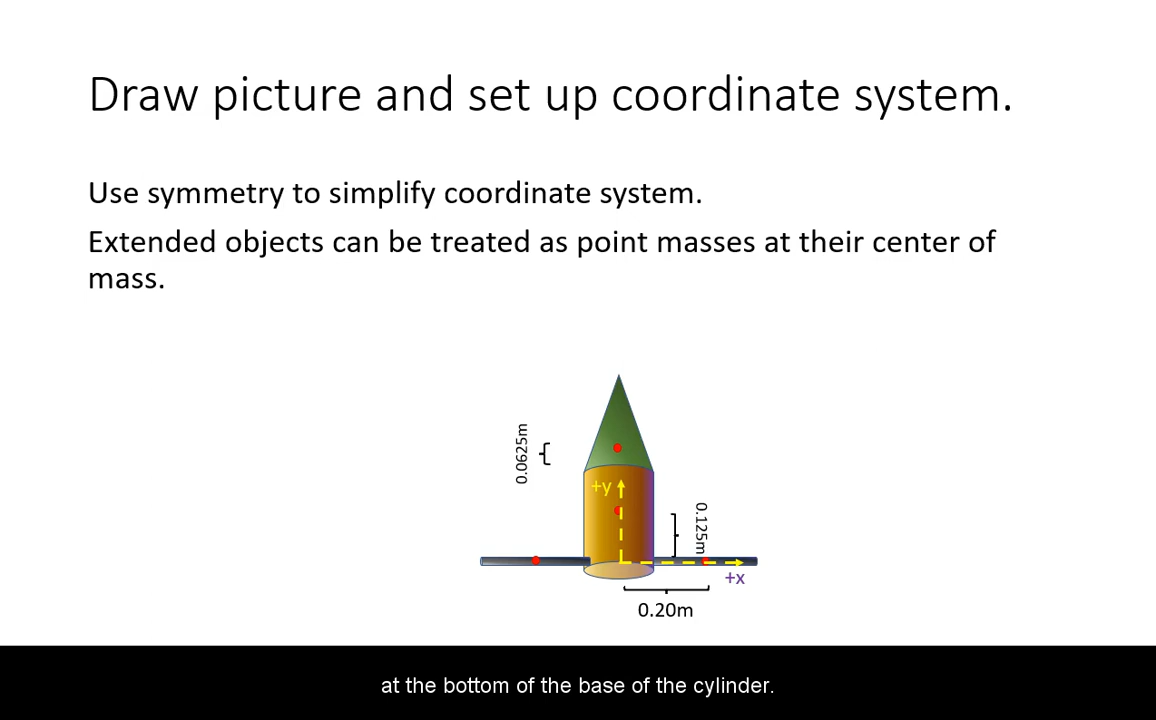 Draw picture and set up coordinate system.
Use symmetry to simplify coordinate system.
Extended objects can be treated as point masses at their center of
mass.
0.0625m
+y
0.125m
+x
0.20m
at the bottom of the base of the cylinder.